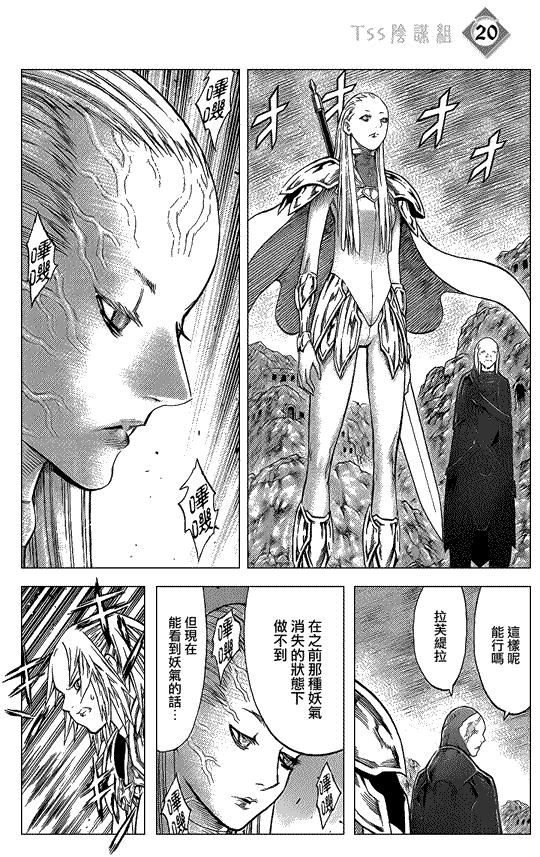 Tss陰謀組
20
オ
オ
オ
オ
嗶
嘰
嗶
嘰
嗶
嘰
嗶
嘰
這樣呢
能行嗎
拉芙緹拉
在之前那種妖氣
消失的狀態下
做不到
但現在
能看到妖氣的話…
嗶
嘰
嗶
嘰